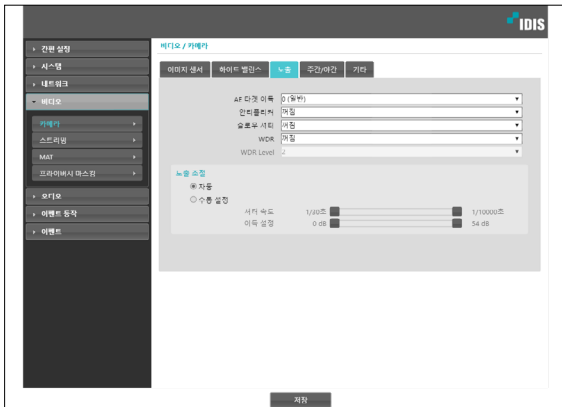 IDIS
간편 설정
시스템
네트워크
비디오
카메라
스트리밍
MAT
프라이버시 마스킹
오디오
이벤트 동작
이벤트
비디오 / 카메라
이미지 센서 화이트 밸런스 노출 주간/야간 기타
AE 타겟 이득 0 (일반)
안티플리커 꺼짐
슬로우 셔터 꺼짐
WDR 꺼짐
WDR Level 2
노출 조절
자동
수동 설정
셔터 속도 1/30초 1/10000초
이득 설정 0 dB 54 dB
저장